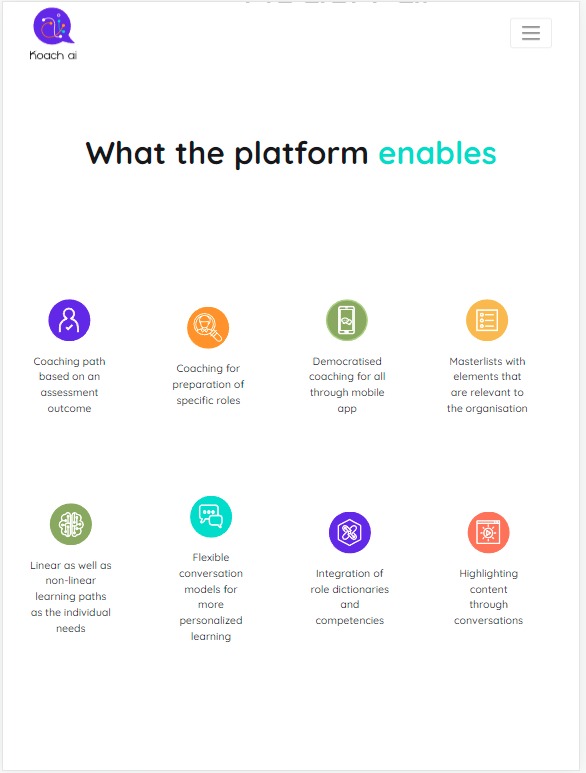 Koach ai
What the platform enables
Coaching path
based on an
assessment
outcome
Coaching for
preparation of
specific roles
Democratised
coaching for all
through mobile
app
Masterlists with
elements that
are relevant to
the organisation
Linear as well as
non-linear
learning paths
as the individual
needs
Flexible
conversation
models for
more
personalized
learning
Integration of
role dictionaries
and
competencies
Highlighting
content
through
conversations